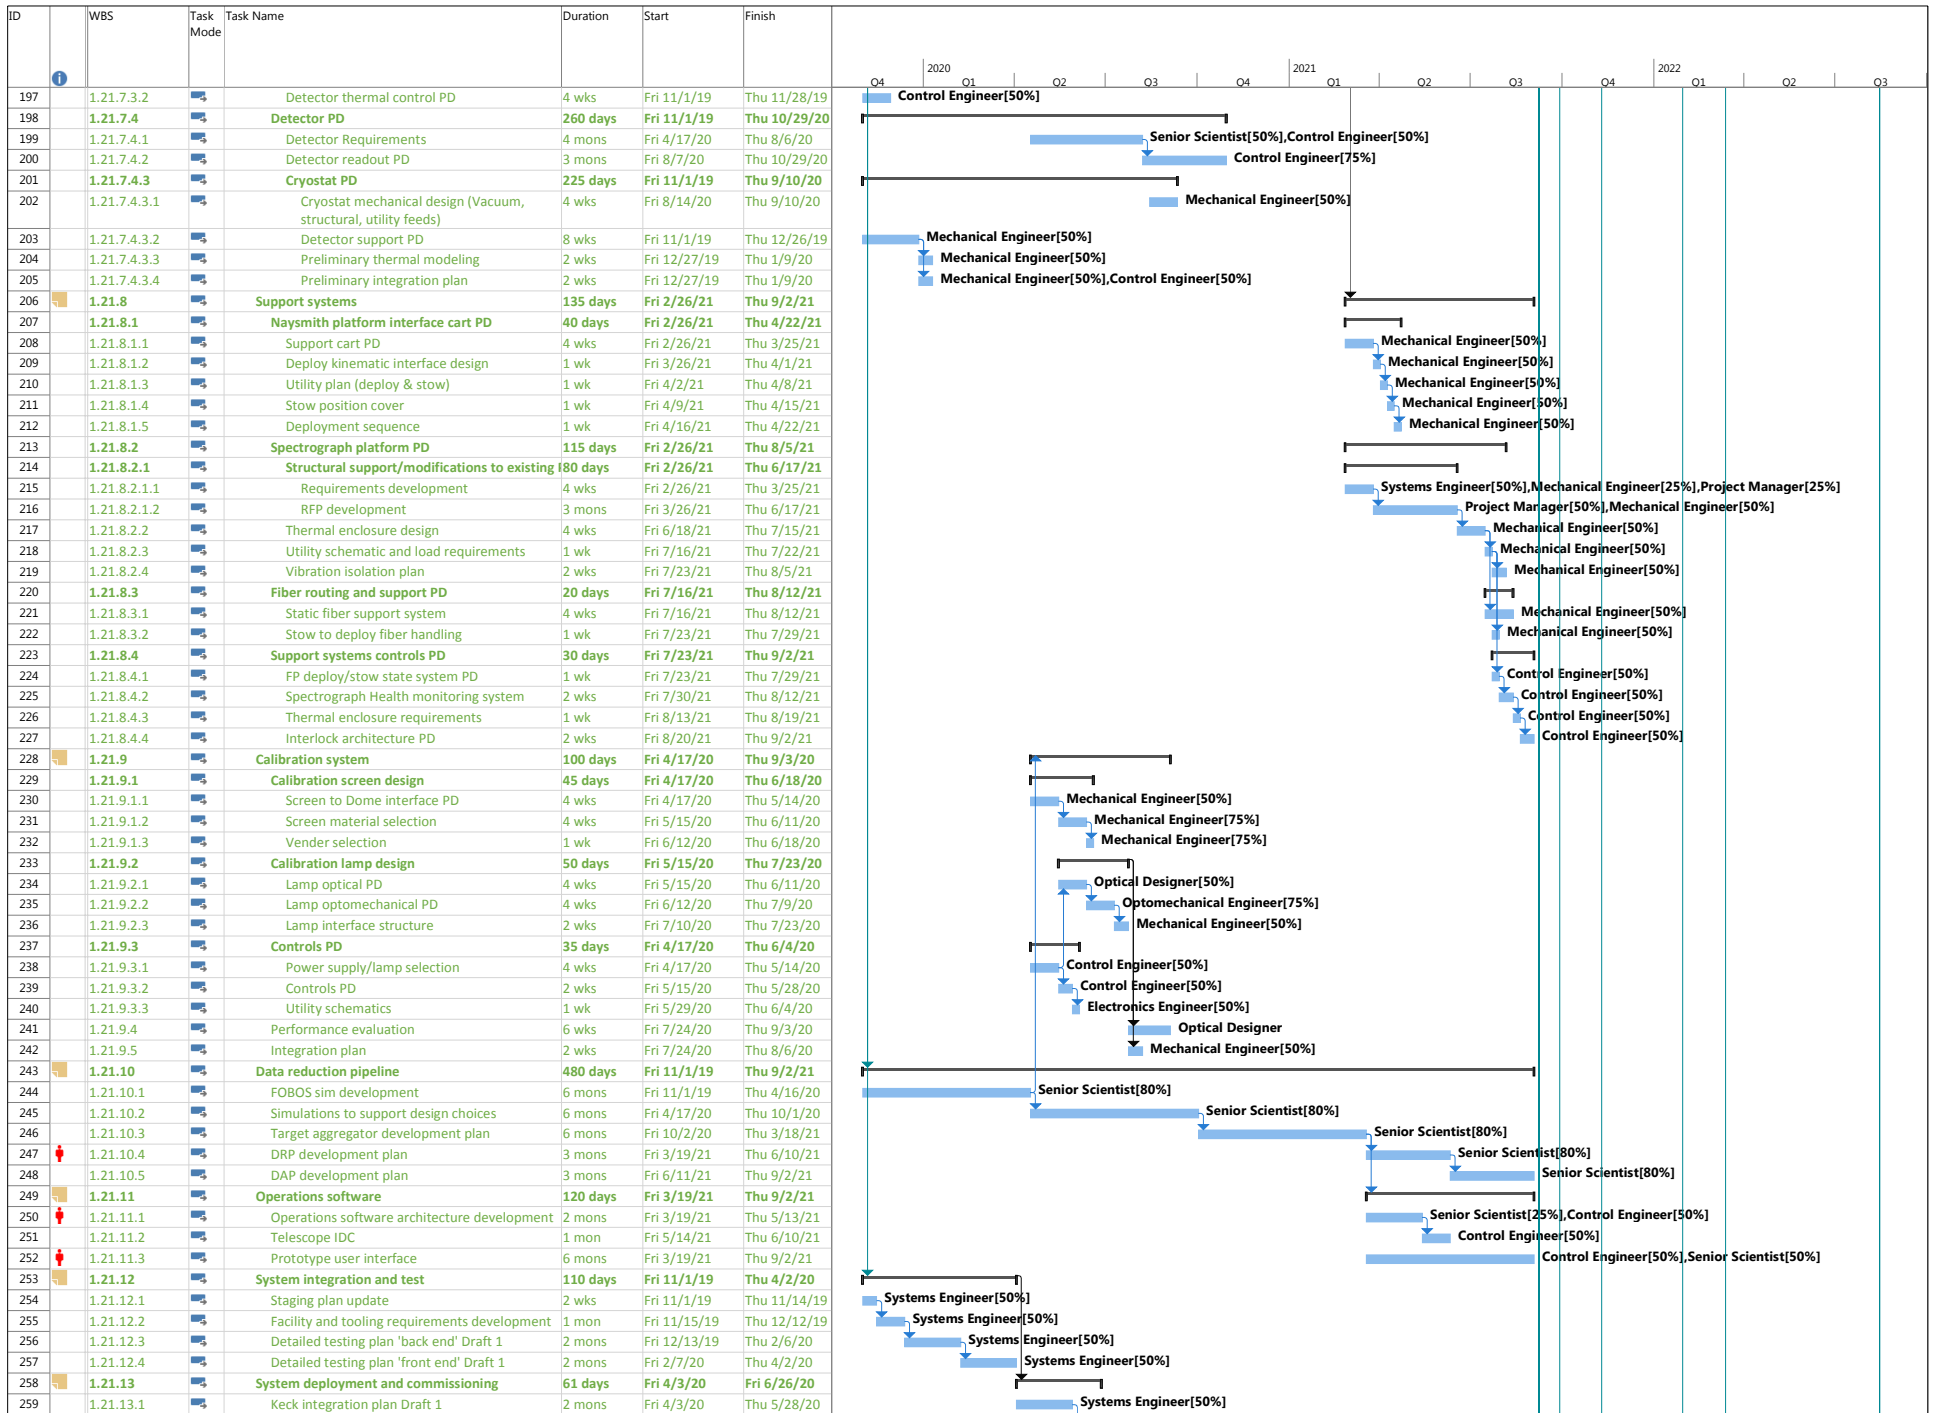 ID WBS Task Mode Task Name Duration Start Finish
2020 2021 2022
Q4 Q1 Q2 Q3 Q4 Q1 Q2 Q3 Q4 Q1 Q2 Q3
197 1.21.7.3.2 Detector thermal control PD 4 wks Fri 11/1/19 Thu 11/28/19 Control Engineer[50%]
198 1.21.7.4 Detector PD 260 days Fri 11/1/19 Thu 10/29/20
199 1.21.7.4.1 Detector Requirements 4 mons Fri 4/17/20 Thu 8/6/20 Senior Scientist[50%],Control Engineer[50%]
200 1.21.7.4.2 Detector readout PD 3 mons Fri 8/7/20 Thu 10/29/20 Control Engineer[75%]
201 1.21.7.4.3 Cryostat PD 225 days Fri 11/1/19 Thu 9/10/20
202 1.21.7.4.3.1 Cryostat mechanical design (Vacuum, 4 wks Fri 8/14/20 Thu 9/10/20 Mechanical Engineer[50%]
structural, utility feeds)
203 1.21.7.4.3.2 Detector support PD 8 wks Fri 11/1/19 Thu 12/26/19 Mechanical Engineer[50%]
204 1.21.7.4.3.3 Preliminary thermal modeling 2 wks Fri 12/27/19 Thu 1/9/20 Mechanical Engineer[50%]
205 1.21.7.4.3.4 Preliminary integration plan 2 wks Fri 12/27/19 Thu 1/9/20 Mechanical Engineer[50%],Control Engineer[50%]
206 1.21.8 Support systems 135 days Fri 2/26/21 Thu 9/2/21
207 1.21.8.1 Naysmith platform interface cart PD 40 days Fri 2/26/21 Thu 4/22/21
208 1.21.8.1.1 Support cart PD 4 wks Fri 2/26/21 Thu 3/25/21 Mechanical Engineer[50%]
209 1.21.8.1.2 Deploy kinematic interface design 1 wk Fri 3/26/21 Thu 4/1/21 Mechanical Engineer[50%]
210 1.21.8.1.3 Utility plan (deploy & stow) 1 wk Fri 4/2/21 Thu 4/8/21 Mechanical Engineer[50%]
211 1.21.8.1.4 Stow position cover 1 wk Fri 4/9/21 Thu 4/15/21 Mechanical Engineer[50%]
212 1.21.8.1.5 Deployment sequence 1 wk Fri 4/16/21 Thu 4/22/21 Mechanical Engineer[50%]
213 1.21.8.2 Spectrograph platform PD 115 days Fri 2/26/21 Thu 8/5/21
214 1.21.8.2.1 Structural support/modifications to existing 80 days Fri 2/26/21 Thu 6/17/21
215 1.21.8.2.1.1 Requirements development 4 wks Fri 2/26/21 Thu 3/25/21 Systems Engineer[50%],Mechanical Engineer[25%],Project Manager[25%]
216 1.21.8.2.1.2 RFP development 3 mons Fri 3/26/21 Thu 6/17/21 Project Manager[50%],Mechanical Engineer[50%]
217 1.21.8.2.2 Thermal enclosure design 4 wks Fri 6/18/21 Thu 7/15/21 Mechanical Engineer[50%]
218 1.21.8.2.3 Utility schematic and load requirements 1 wk Fri 7/16/21 Thu 7/22/21 Mechanical Engineer[50%]
219 1.21.8.2.4 Vibration isolation plan 2 wks Fri 7/23/21 Thu 8/5/21 Mechanical Engineer[50%]
220 1.21.8.3 Fiber routing and support PD 20 days Fri 7/16/21 Thu 8/12/21
221 1.21.8.3.1 Static fiber support system 4 wks Fri 7/16/21 Thu 8/12/21 Mechanical Engineer[50%]
222 1.21.8.3.2 Stow to deploy fiber handling 1 wk Fri 7/23/21 Thu 7/29/21 Mechanical Engineer[50%]
223 1.21.8.4 Support systems controls PD 30 days Fri 7/23/21 Thu 9/2/21
224 1.21.8.4.1 FP deploy/stow state system PD 1 wk Fri 7/23/21 Thu 7/29/21 Control Engineer[50%]
225 1.21.8.4.2 Spectrograph Health monitoring system 2 wks Fri 7/30/21 Thu 8/12/21 Control Engineer[50%]
226 1.21.8.4.3 Thermal enclosure requirements 1 wk Fri 8/13/21 Thu 8/19/21 Control Engineer[50%]
227 1.21.8.4.4 Interlock architecture PD 2 wks Fri 8/20/21 Thu 9/2/21 Control Engineer[50%]
228 1.21.9 Calibration system 100 days Fri 4/17/20 Thu 9/3/20
229 1.21.9.1 Calibration screen design 45 days Fri 4/17/20 Thu 6/18/20
230 1.21.9.1.1 Screen to Dome interface PD 4 wks Fri 4/17/20 Thu 5/14/20 Mechanical Engineer[50%]
231 1.21.9.1.2 Screen material selection 4 wks Fri 5/15/20 Thu 6/11/20 Mechanical Engineer[75%]
232 1.21.9.1.3 Vender selection 1 wk Fri 6/12/20 Thu 6/18/20 Mechanical Engineer[75%]
233 1.21.9.2 Calibration lamp design 50 days Fri 5/15/20 Thu 7/23/20
234 1.21.9.2.1 Lamp optical PD 4 wks Fri 5/15/20 Thu 6/11/20 Optical Designer[50%]
235 1.21.9.2.2 Lamp optomechanical PD 4 wks Fri 6/12/20 Thu 7/9/20 Optomechanical Engineer[75%]
236 1.21.9.2.3 Lamp interface structure 2 wks Fri 7/10/20 Thu 7/23/20 Mechanical Engineer[50%]
237 1.21.9.3 Controls PD 35 days Fri 4/17/20 Thu 6/4/20
238 1.21.9.3.1 Power supply/lamp selection 4 wks Fri 4/17/20 Thu 5/14/20 Control Engineer[50%]
239 1.21.9.3.2 Controls PD 2 wks Fri 5/15/20 Thu 5/28/20 Control Engineer[50%]
240 1.21.9.3.3 Utility schematics 1 wk Fri 5/29/20 Thu 6/4/20 Electronics Engineer[50%]
241 1.21.9.4 Performance evaluation 6 wks Fri 7/24/20 Thu 9/3/20 Optical Designer
242 1.21.9.5 Integration plan 2 wks Fri 7/24/20 Thu 8/6/20 Mechanical Engineer[50%]
243 1.21.10 Data reduction pipeline 480 days Fri 11/1/19 Thu 9/2/21
244 1.21.10.1 FOBOS sim development 6 mons Fri 11/1/19 Thu 4/16/20 Senior Scientist[80%]
245 1.21.10.2 Simulations to support design choices 6 mons Fri 4/17/20 Thu 10/1/20 Senior Scientist[80%]
246 1.21.10.3 Target aggregator development plan 6 mons Fri 10/2/20 Thu 3/18/21 Senior Scientist[80%]
247 1.21.10.4 DRP development plan 3 mons Fri 3/19/21 Thu 6/10/21 Senior Scientist[80%]
248 1.21.10.5 DAP development plan 3 mons Fri 6/11/21 Thu 9/2/21 Senior Scientist[80%]
249 1.21.11 Operations software 120 days Fri 3/19/21 Thu 9/2/21
250 1.21.11.1 Operations software architecture development 2 mons Fri 3/19/21 Thu 5/13/21 Senior Scientist[25%],Control Engineer[50%]
251 1.21.11.2 Telescope IDC 1 mon Fri 5/14/21 Thu 6/10/21 Control Engineer[50%]
252 1.21.11.3 Prototype user interface 6 mons Fri 3/19/21 Thu 9/2/21 Control Engineer[50%],Senior Scientist[50%]
253 1.21.12 System integration and test 110 days Fri 11/1/19 Thu 4/2/20
254 1.21.12.1 Staging plan update 2 wks Fri 11/1/19 Thu 11/14/19 Systems Engineer[50%]
255 1.21.12.2 Facility and tooling requirements development 1 mon Fri 11/15/19 Thu 12/12/19 Systems Engineer[50%]
256 1.21.12.3 Detailed testing plan 'back end' Draft 1 2 mons Fri 12/13/19 Thu 2/6/20 Systems Engineer[50%]
257 1.21.12.4 Detailed testing plan 'front end' Draft 1 2 mons Fri 2/7/20 Thu 4/2/20 Systems Engineer[50%]
258 1.21.13 System deployment and commissioning 61 days Fri 4/3/20 Fri 6/26/20
259 1.21.13.1 Keck integration plan Draft 1 2 mons Fri 4/3/20 Thu 5/28/20 Systems Engineer[50%]